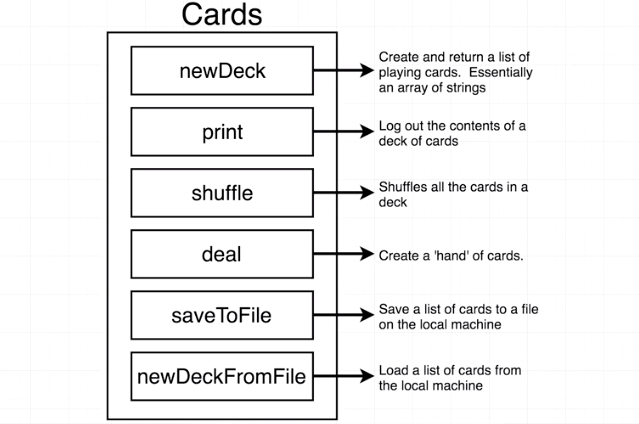 Cards
newDeck
Create and return a list of
playing cards.  Essentially
an array of strings
print
Log out the contents of a
deck of cards
shuffle
Shuffles all the cards in a
deck
deal
Create a 'hand' of cards.
saveToFile
Save a list of cards to a file
on the local machine
newDeckFromFile
Load a list of cards from
the local machine